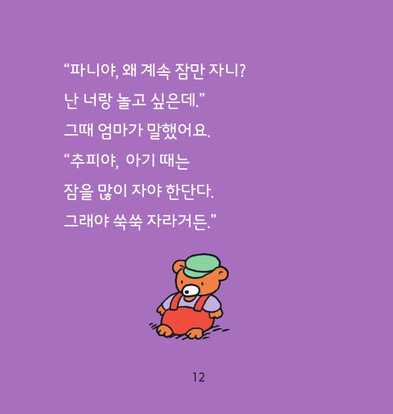 “파니야, 왜 계속 잠만 자니?
난 너랑 놀고 싶은데.”
그때 엄마가 말했어요.
“추피야, 아기 때는
잠을 많이 자야 한단다.
그래야 쑥쑥 자라거든.”
12